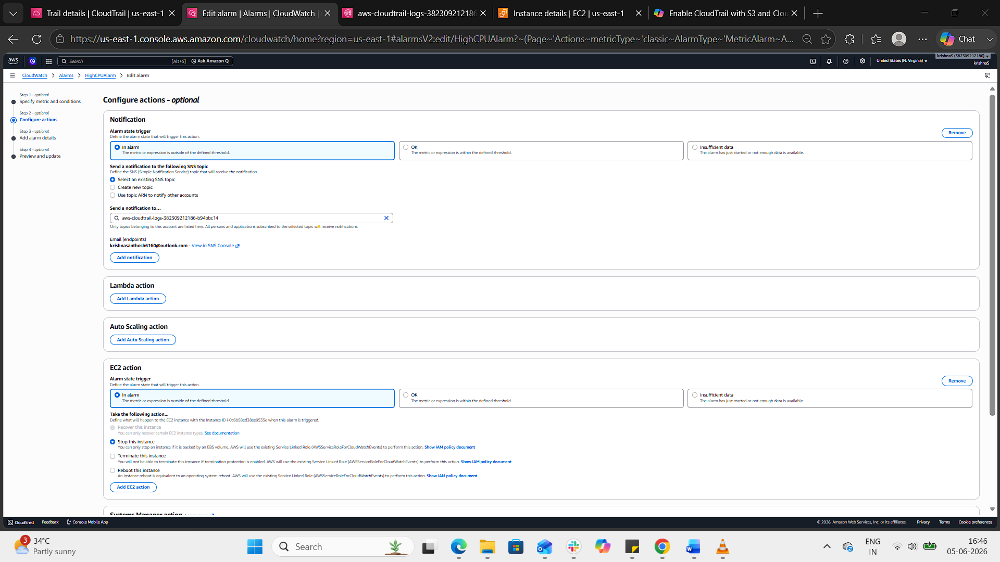 Trail details | CloudTrail | us-east-1
Edit alarm | Alarms | CloudWatch |
aws-cloudtrail-logs-382309212186
Instance details | EC2 | us-east-1
Enable CloudTrail with S3 and Clou
https://us-east-1.console.aws.amazon.com/cloudwatch/home?region=us-east-1#alarmsV2:edit/HighCPUAlarm?~(Page~'Actions~metricType~'classic~AlarmType~'MetricAlarm~A...
Chat
aws
Search
[Alt+S]
Ask Amazon Q
United States (N. Virginia)
krishnaS (382309212186)
krishnaS
CloudWatch
Alarms
HighCPUAlarm
Edit alarm
Step 1 - optional
Specify metric and conditions
Step 2 - optional
Configure actions
Step 3 - optional
Add alarm details
Step 4 - optional
Preview and update
Configure actions - optional
Notification
Alarm state trigger
Define the alarm state that will trigger this action.
Remove
In alarm
The metric or expression is outside of the defined threshold.
OK
The metric or expression is within the defined threshold.
Insufficient data
The alarm has just started or not enough data is available.
Send a notification to the following SNS topic
Define the SNS (Simple Notification Service) topic that will receive the notification.
Select an existing SNS topic
Create new topic
Use topic ARN to notify other accounts
Send a notification to...
aws-cloudtrail-logs-382309212186-b94bbc14
Only topics belonging to this account are listed here. All persons and applications subscribed to the selected topic will receive notifications.
Email (endpoints)
krishnasanthosh6160@outlook.com - View in SNS Console
Add notification
Lambda action
Add Lambda action
Auto Scaling action
Add Auto Scaling action
EC2 action
Alarm state trigger
Define the alarm state that will trigger this action.
Remove
In alarm
The metric or expression is outside of the defined threshold.
OK
The metric or expression is within the defined threshold.
Insufficient data
The alarm has just started or not enough data is available.
Take the following action...
Define what will happen to the EC2 instance with the Instance ID i-0c6b58ed38ee9535e when this alarm is triggered.
Recover this instance
You can only recover certain EC2 instance types. See documentation
Stop this instance
You can only stop an instance if it is backed by an EBS volume. AWS will use the existing Service Linked Role (AWSServiceRoleForCloudWatchEvents) to perform this action. Show IAM policy document
Terminate this instance
You will not be able to terminate this instance if termination protection is enabled. AWS will use the existing Service Linked Role (AWSServiceRoleForCloudWatchEvents) to perform this action. Show IAM policy document
Reboot this instance
An instance reboot is equivalent to an operating system reboot. AWS will use the existing Service Linked Role (AWSServiceRoleForCloudWatchEvents) to perform this action. Show IAM policy document
Add EC2 action
Systems Manager action
CloudShell
Feedback
Console Mobile App
© 2026, Amazon Web Services, Inc. or its affiliates.
Privacy
Terms
Cookie preferences
3
34°C
Partly sunny
Search
ENG
IN
16:46
05-06-2026